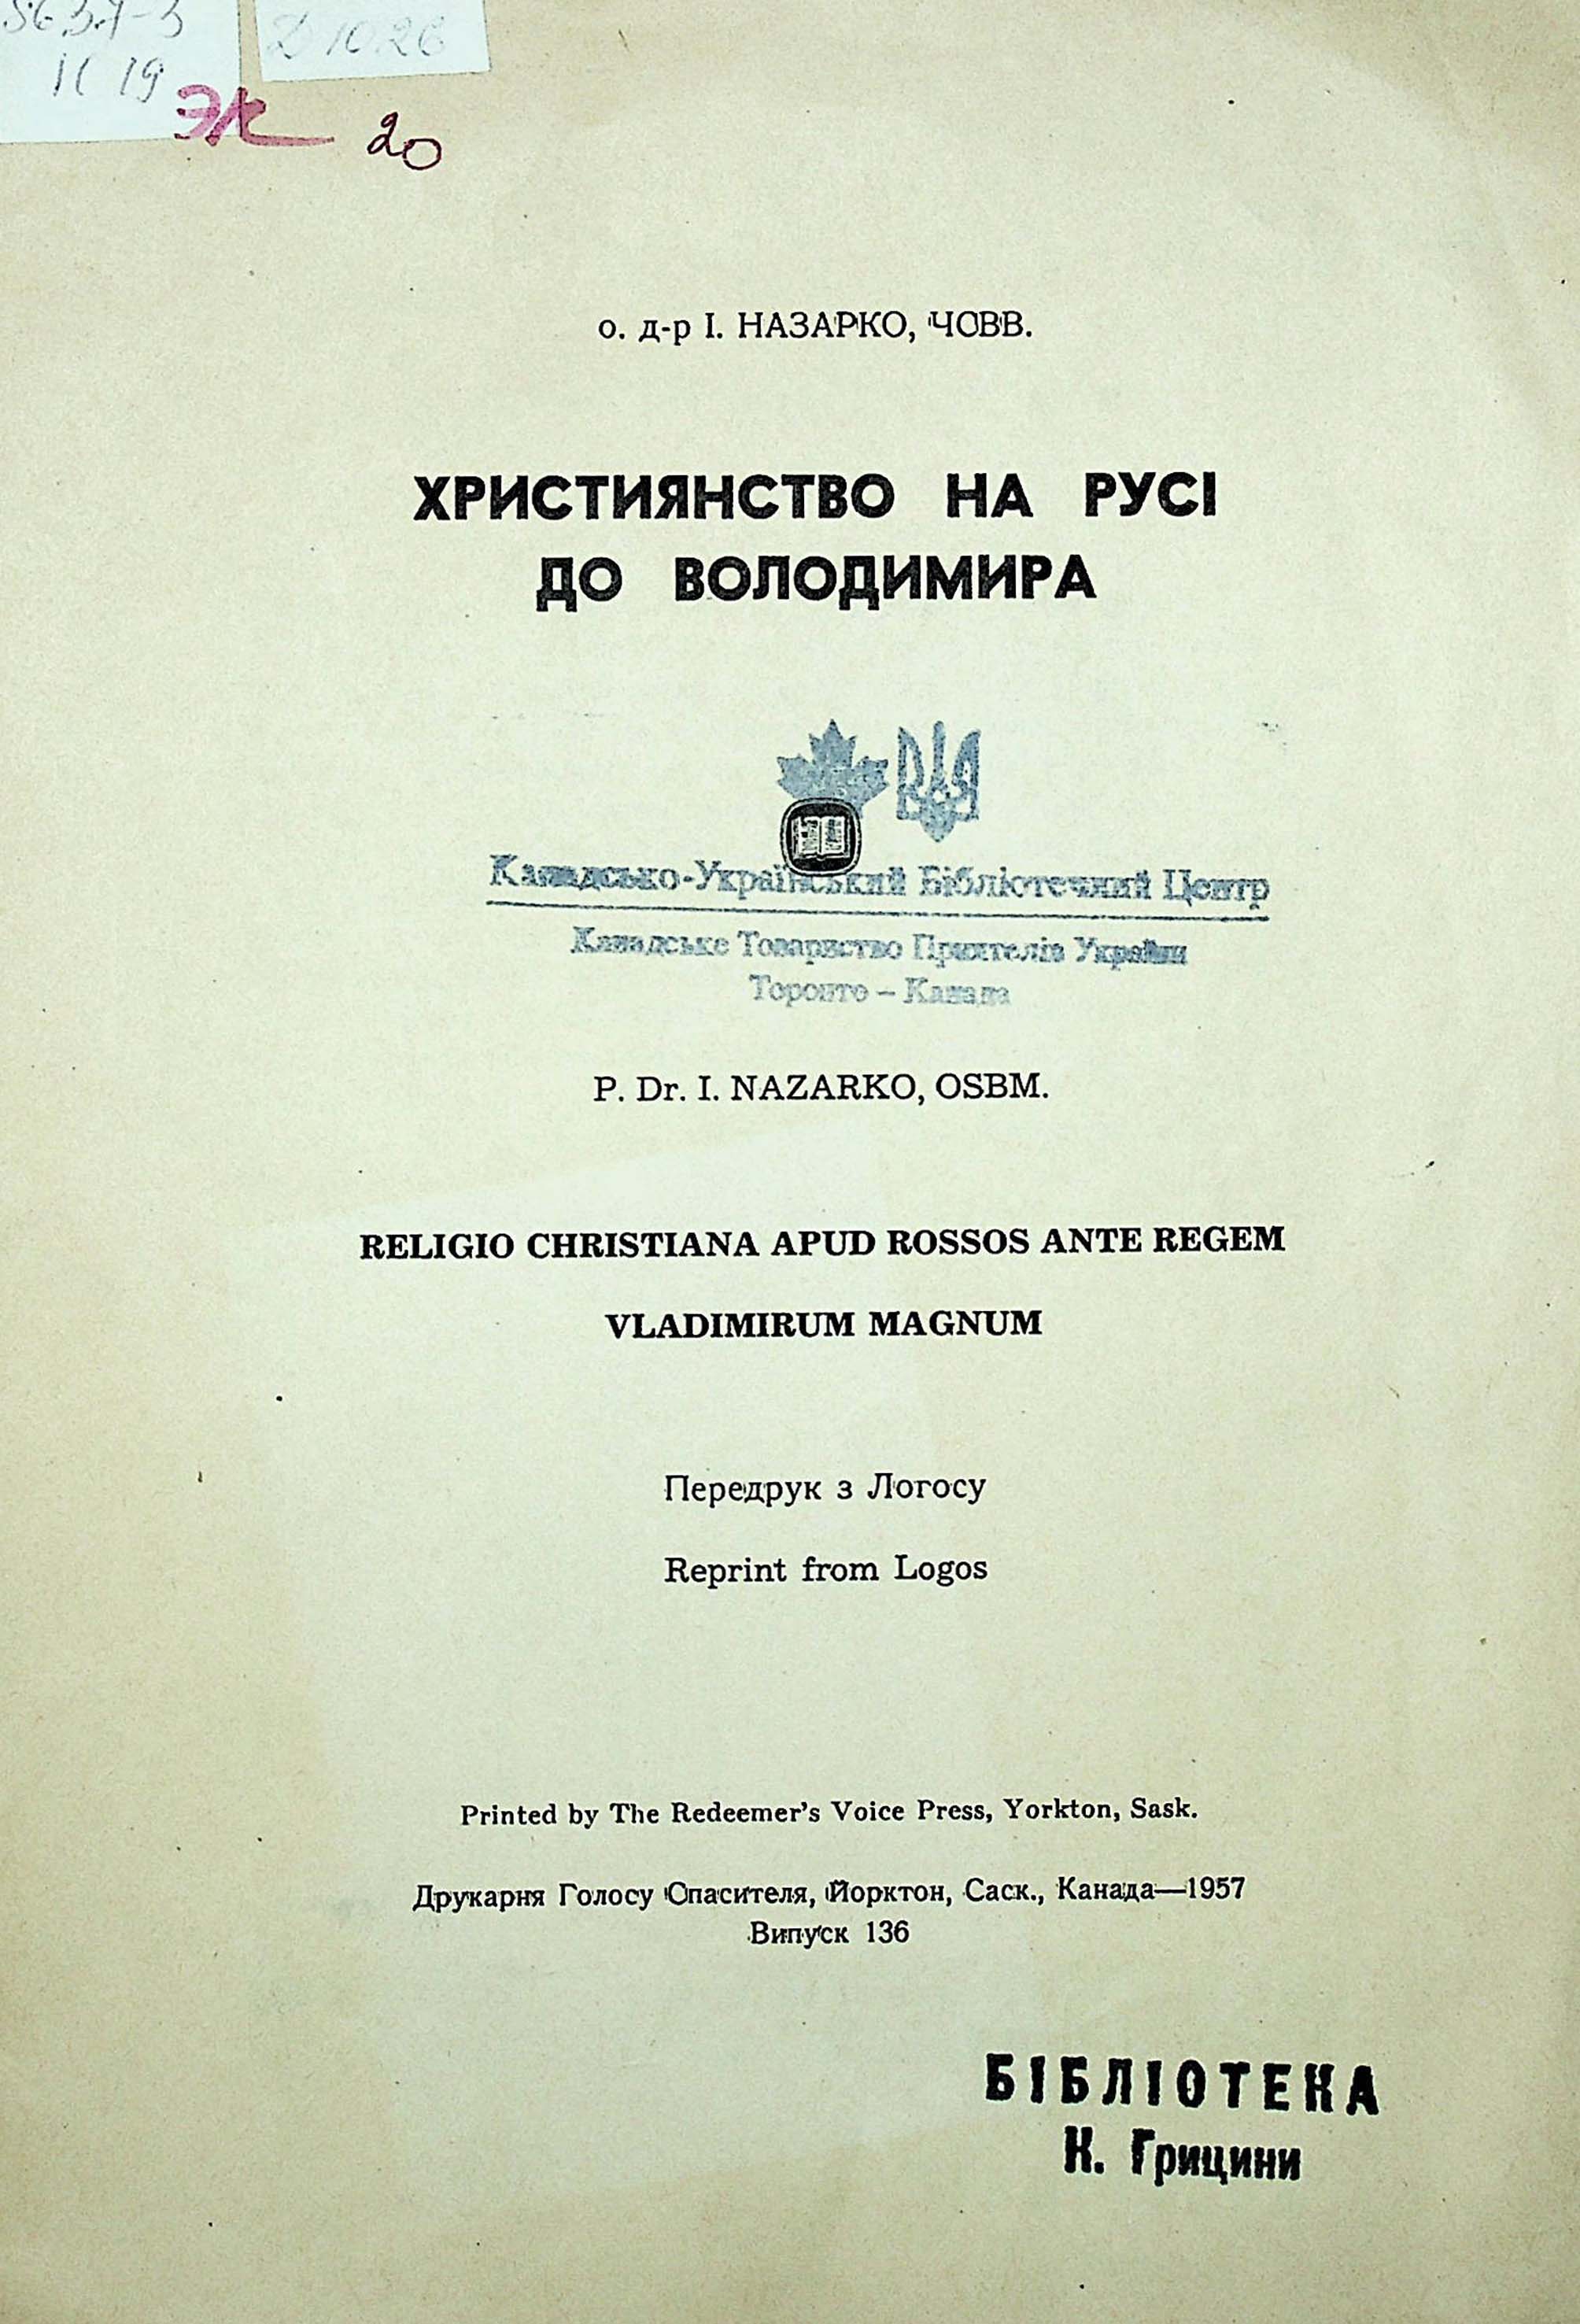 ЭК 20
о. д-р І. НАЗАРКО, ЧОВВ.
ХРИСТИЯНСТВО НА РУСІ
ДО ВОЛОДИМИРА
Канадсько-Український Бібліотечний Центр
Канадське Товариство Приятелів України
Торонто – Канада
P. Dr. I. NAZARKO, OSBM.
RELIGIO CHRISTIANA APUD ROSSOS ANTE REGEM
VLADIMIRUM MAGNUM
Передрук з Логосу
Reprint from Logos
Printed by The Redeemer's Voice Press, Yorkton, Sask.
Друкарня Голосу Спасителя, Йорктон, Саск., Канада—1957
Випуск 136
БІБЛІОТЕКА
К. Грицини